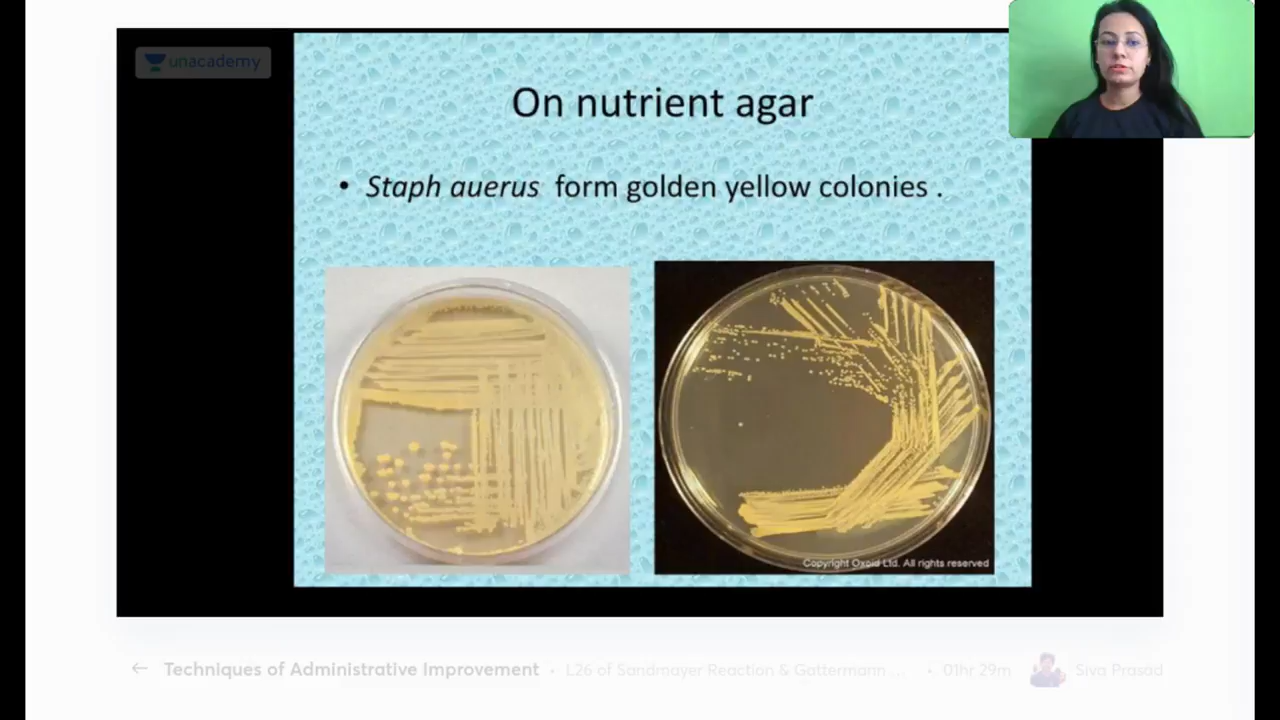 unacademy
On nutrient agar
• Staph auerus form golden yellow colonies .
Copyright Oxoid Ltd. All rights reserved
← Techniques of Administrative Improvement • L26 of Sandmayer Reaction & Gattermann ... • 01hr 29m Siva Prasad